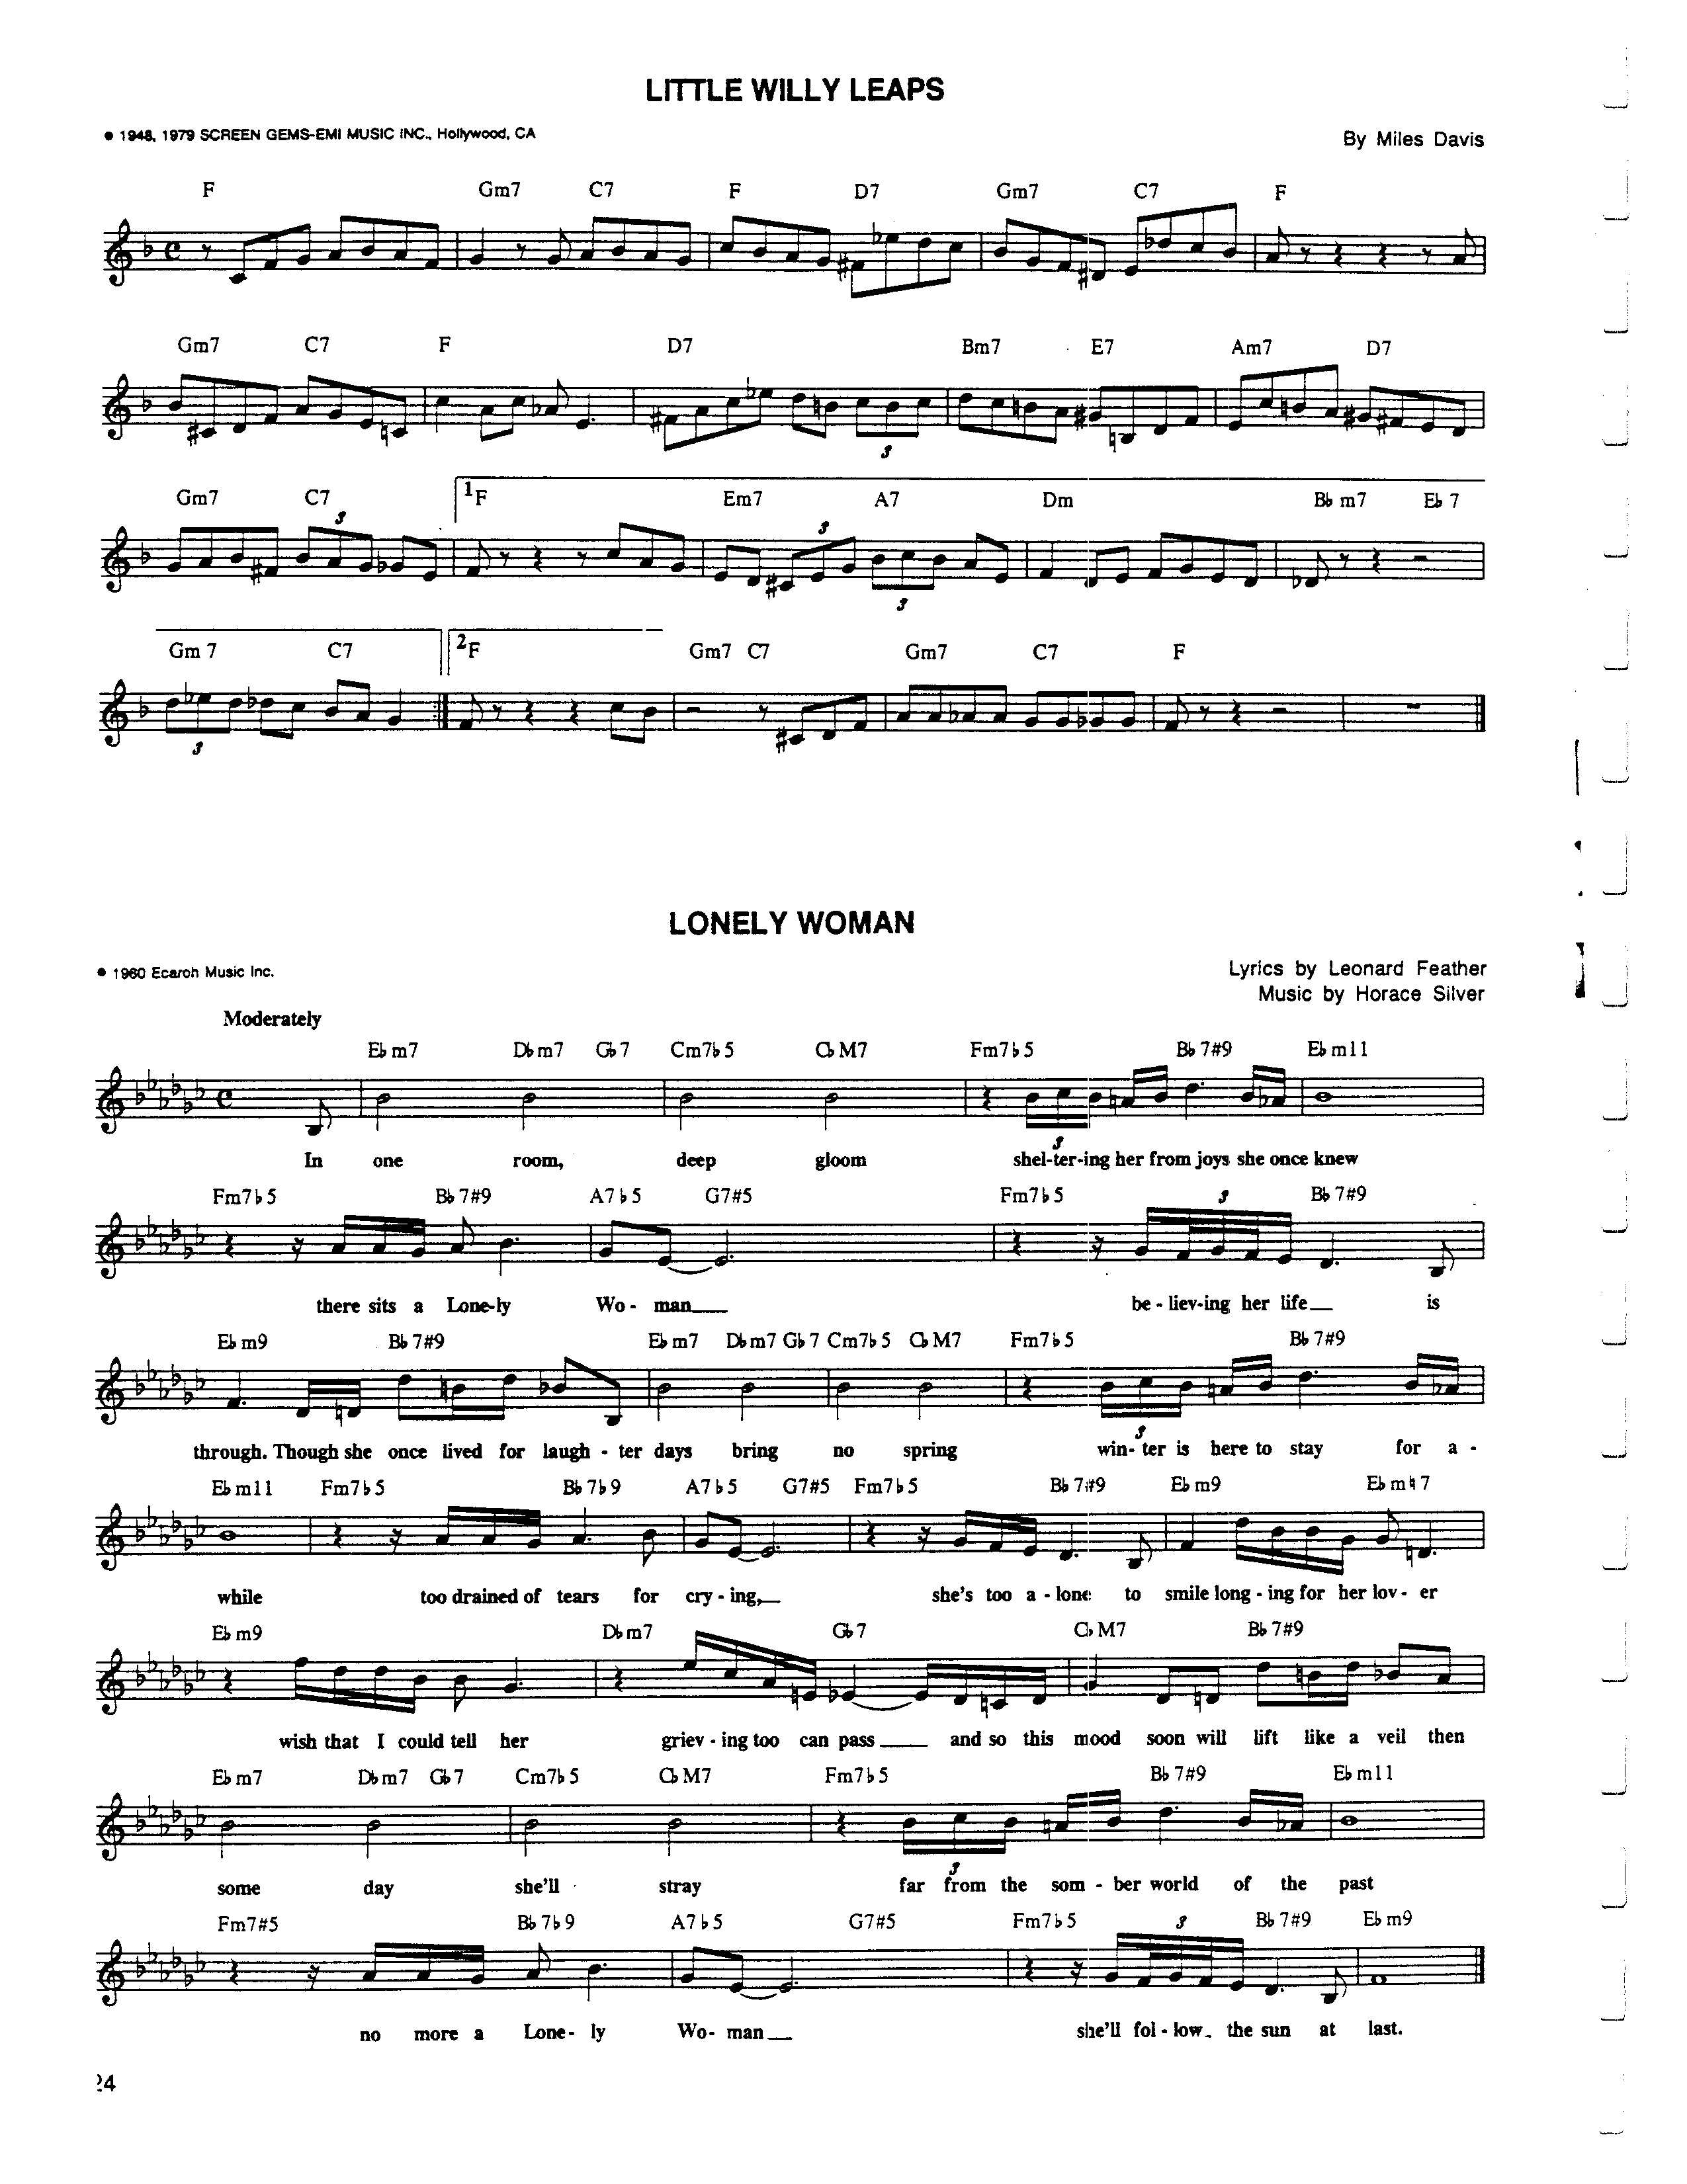 LITTLE WILLY LEAPS
● 1948, 1979 SCREEN GEMS-EMI MUSIC INC., Hollywood, CA
By Miles Davis
F Gm7 C7 F D7 Gm7 C7 F
Gm7 C7 F D7 Bm7 E7 Am7 D7
3
Gm7 C7 1 F Em7 A7 Dm B♭m7 E♭7
3 3
3
Gm7 C7 2 F Gm7 C7 Gm7 C7 F
3
LONELY WOMAN
● 1960 Ecaroh Music Inc.
Lyrics by Leonard Feather
Music by Horace Silver
Moderately
E♭m7 D♭m7 G♭7 Cm7♭5 C♭M7 Fm7♭5 B♭7#9 E♭m11
3
In one room, deep gloom shel-ter-ing her from joys she once knew
Fm7♭5 B♭7#9 A7♭5 G7#5 Fm7♭5 3 B♭7#9
there sits a Lone-ly Wo- man be - liev-ing her life is
E♭m9 B♭7#9 E♭m7 D♭m7 G♭7 Cm7♭5 C♭M7 Fm7♭5 B♭7#9
3
through. Though she once lived for laugh - ter days bring no spring win- ter is here to stay for a -
E♭m11 Fm7♭5 B♭7♭9 A7♭5 G7#5 Fm7♭5 B♭7#9 E♭m9 E♭m♮7
while too drained of tears for cry - ing, she's too a - lone to smile long - ing for her lov - er
E♭m9 D♭m7 G♭7 C♭M7 B♭7#9
wish that I could tell her griev - ing too can pass and so this mood soon will lift like a veil then
E♭m7 D♭m7 G♭7 Cm7♭5 C♭M7 Fm7♭5 B♭7#9 E♭m11
3
some day she'll stray far from the som - ber world of the past
Fm7#5 B♭7♭9 A7♭5 G7#5 Fm7♭5 3 B♭7#9 E♭m9
no more a Lone- ly Wo- man she'll fol - low the sun at last.
24